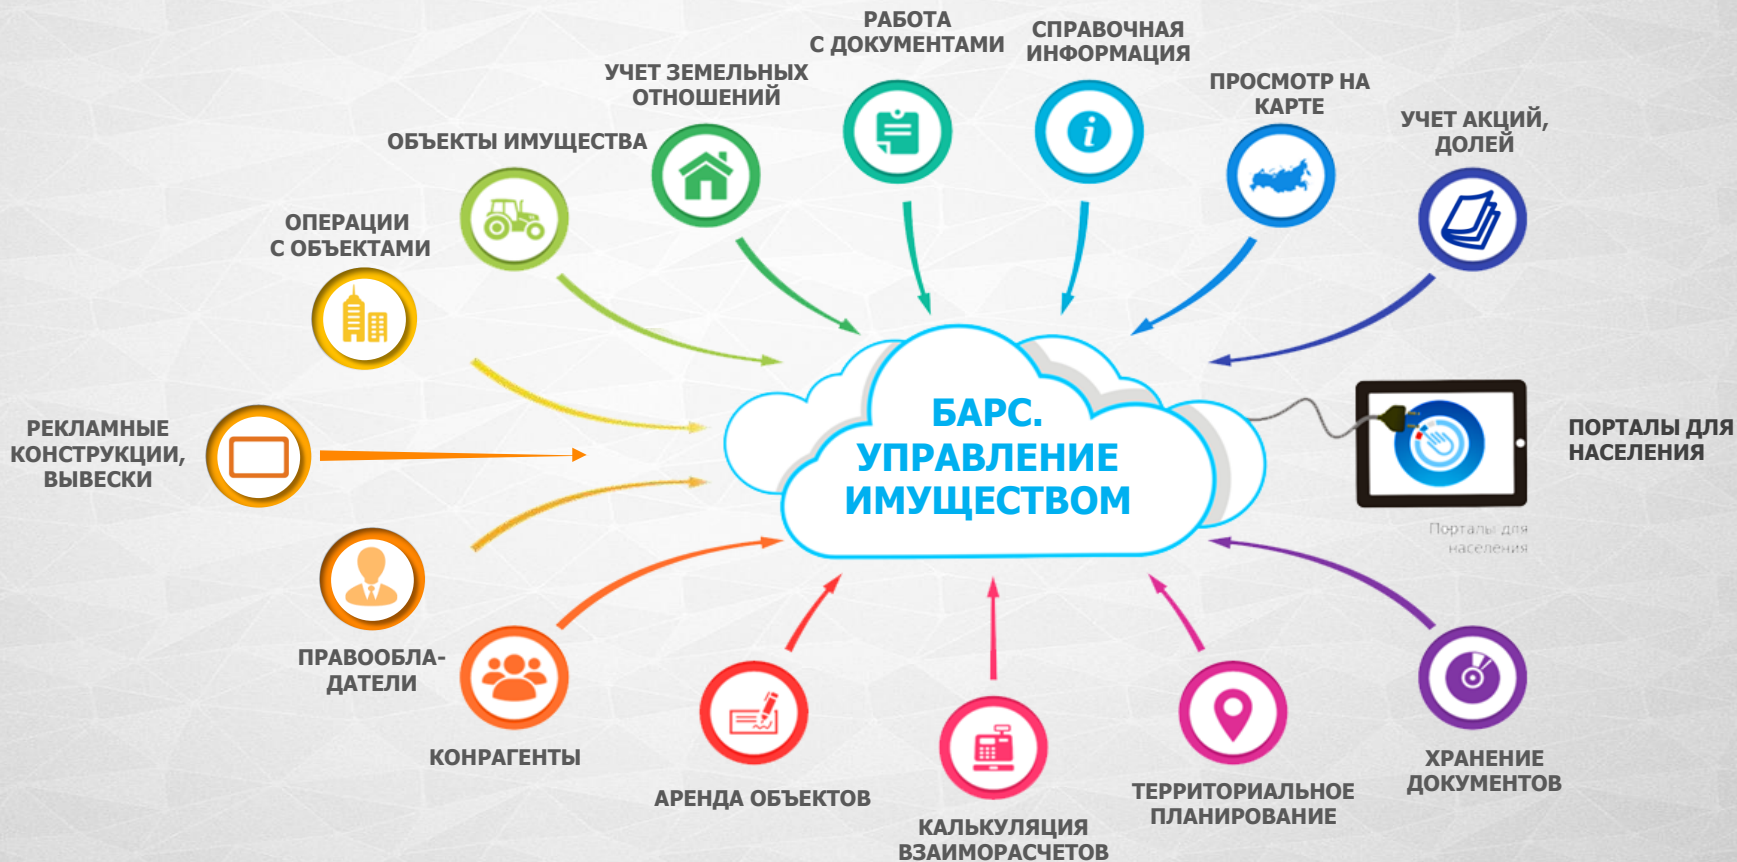 РАБОТА
С ДОКУМЕНТАМИ
СПРАВОЧНАЯ
ИНФОРМАЦИЯ
УЧЕТ ЗЕМЕЛЬНЫХ
ОТНОШЕНИЙ
ПРОСМОТР НА
КАРТЕ
ОБЪЕКТЫ ИМУЩЕСТВА
УЧЕТ АКЦИЙ,
ДОЛЕЙ
ОПЕРАЦИИ
С ОБЪЕКТАМИ
РЕКЛАМНЫЕ
КОНСТРУКЦИИ,
ВЫВЕСКИ
БАРС.
УПРАВЛЕНИЕ
ИМУЩЕСТВОМ
ПОРТАЛЫ ДЛЯ
НАСЕЛЕНИЯ
Порталы для
населения
ПРАВООБЛА-
ДАТЕЛИ
КОНРАГЕНТЫ
АРЕНДА ОБЪЕКТОВ
КАЛЬКУЛЯЦИЯ
ВЗАИМОРАСЧЕТОВ
ТЕРРИТОРИАЛЬНОЕ
ПЛАНИРОВАНИЕ
ХРАНЕНИЕ
ДОКУМЕНТОВ